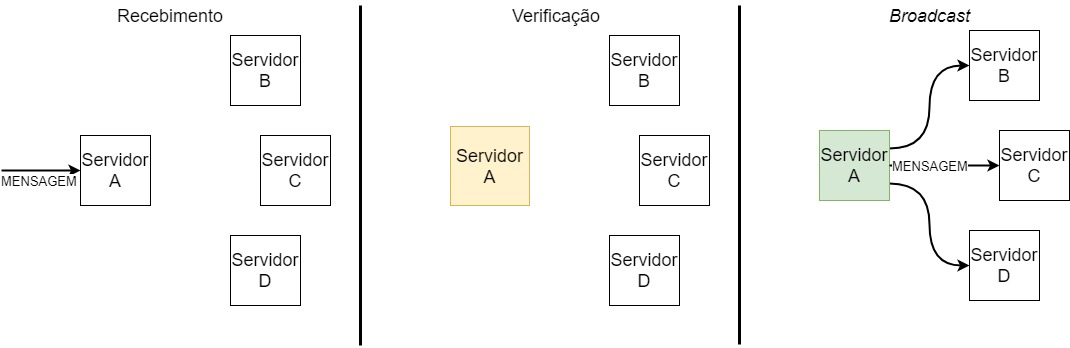 Recebimento
Servidor
B
Servidor
A
MENSAGEM
Servidor
C
Servidor
D
Verificação
Servidor
B
Servidor
A
Servidor
C
Servidor
D
Broadcast
Servidor
B
Servidor
A
MENSAGEM
Servidor
C
Servidor
D